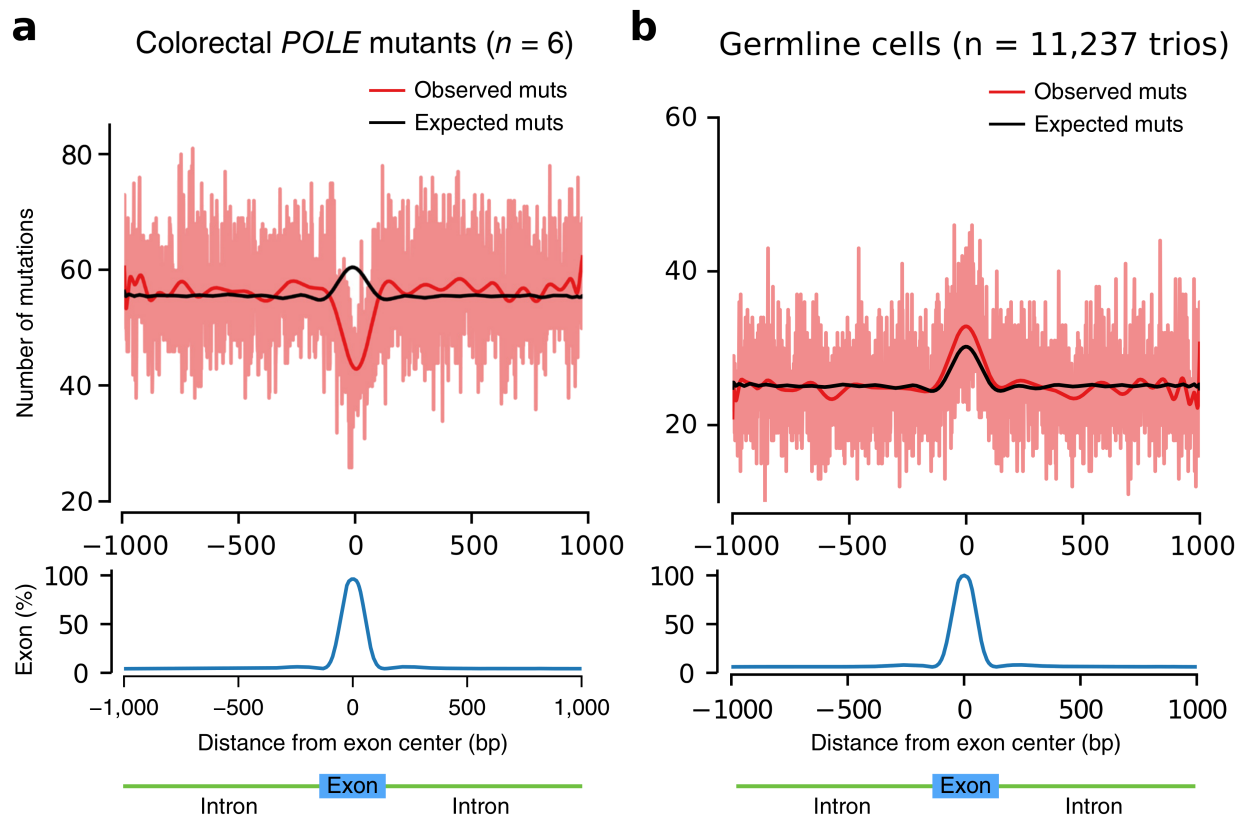 a
Colorectal POLE mutants (n = 6)
Observed muts
Expected muts
Number of mutations
80
60
40
20
−1000 −500 0 500 1000
Exon (%)
100
50
0
−1,000 −500 0 500 1,000
Distance from exon center (bp)
Exon
Intron Intron
b
Germline cells (n = 11,237 trios)
Observed muts
Expected muts
60
40
20
−1000 −500 0 500 1000
100
50
0
−1000 −500 0 500 1000
Distance from exon center (bp)
Exon
Intron Intron